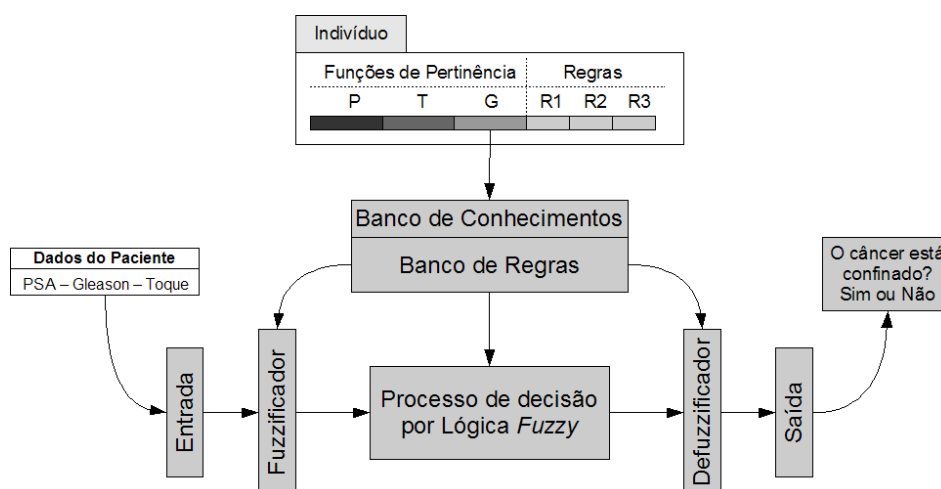 Indivíduo
Funções de Pertinência
Regras
P T G R1 R2 R3
Banco de Conhecimentos
Banco de Regras
Dados do Paciente
PSA – Gleason – Toque
O câncer está
confinado?
Sim ou Não
Entrada
Fuzzificador
Processo de decisão
por Lógica Fuzzy
Defuzzificador
Saída